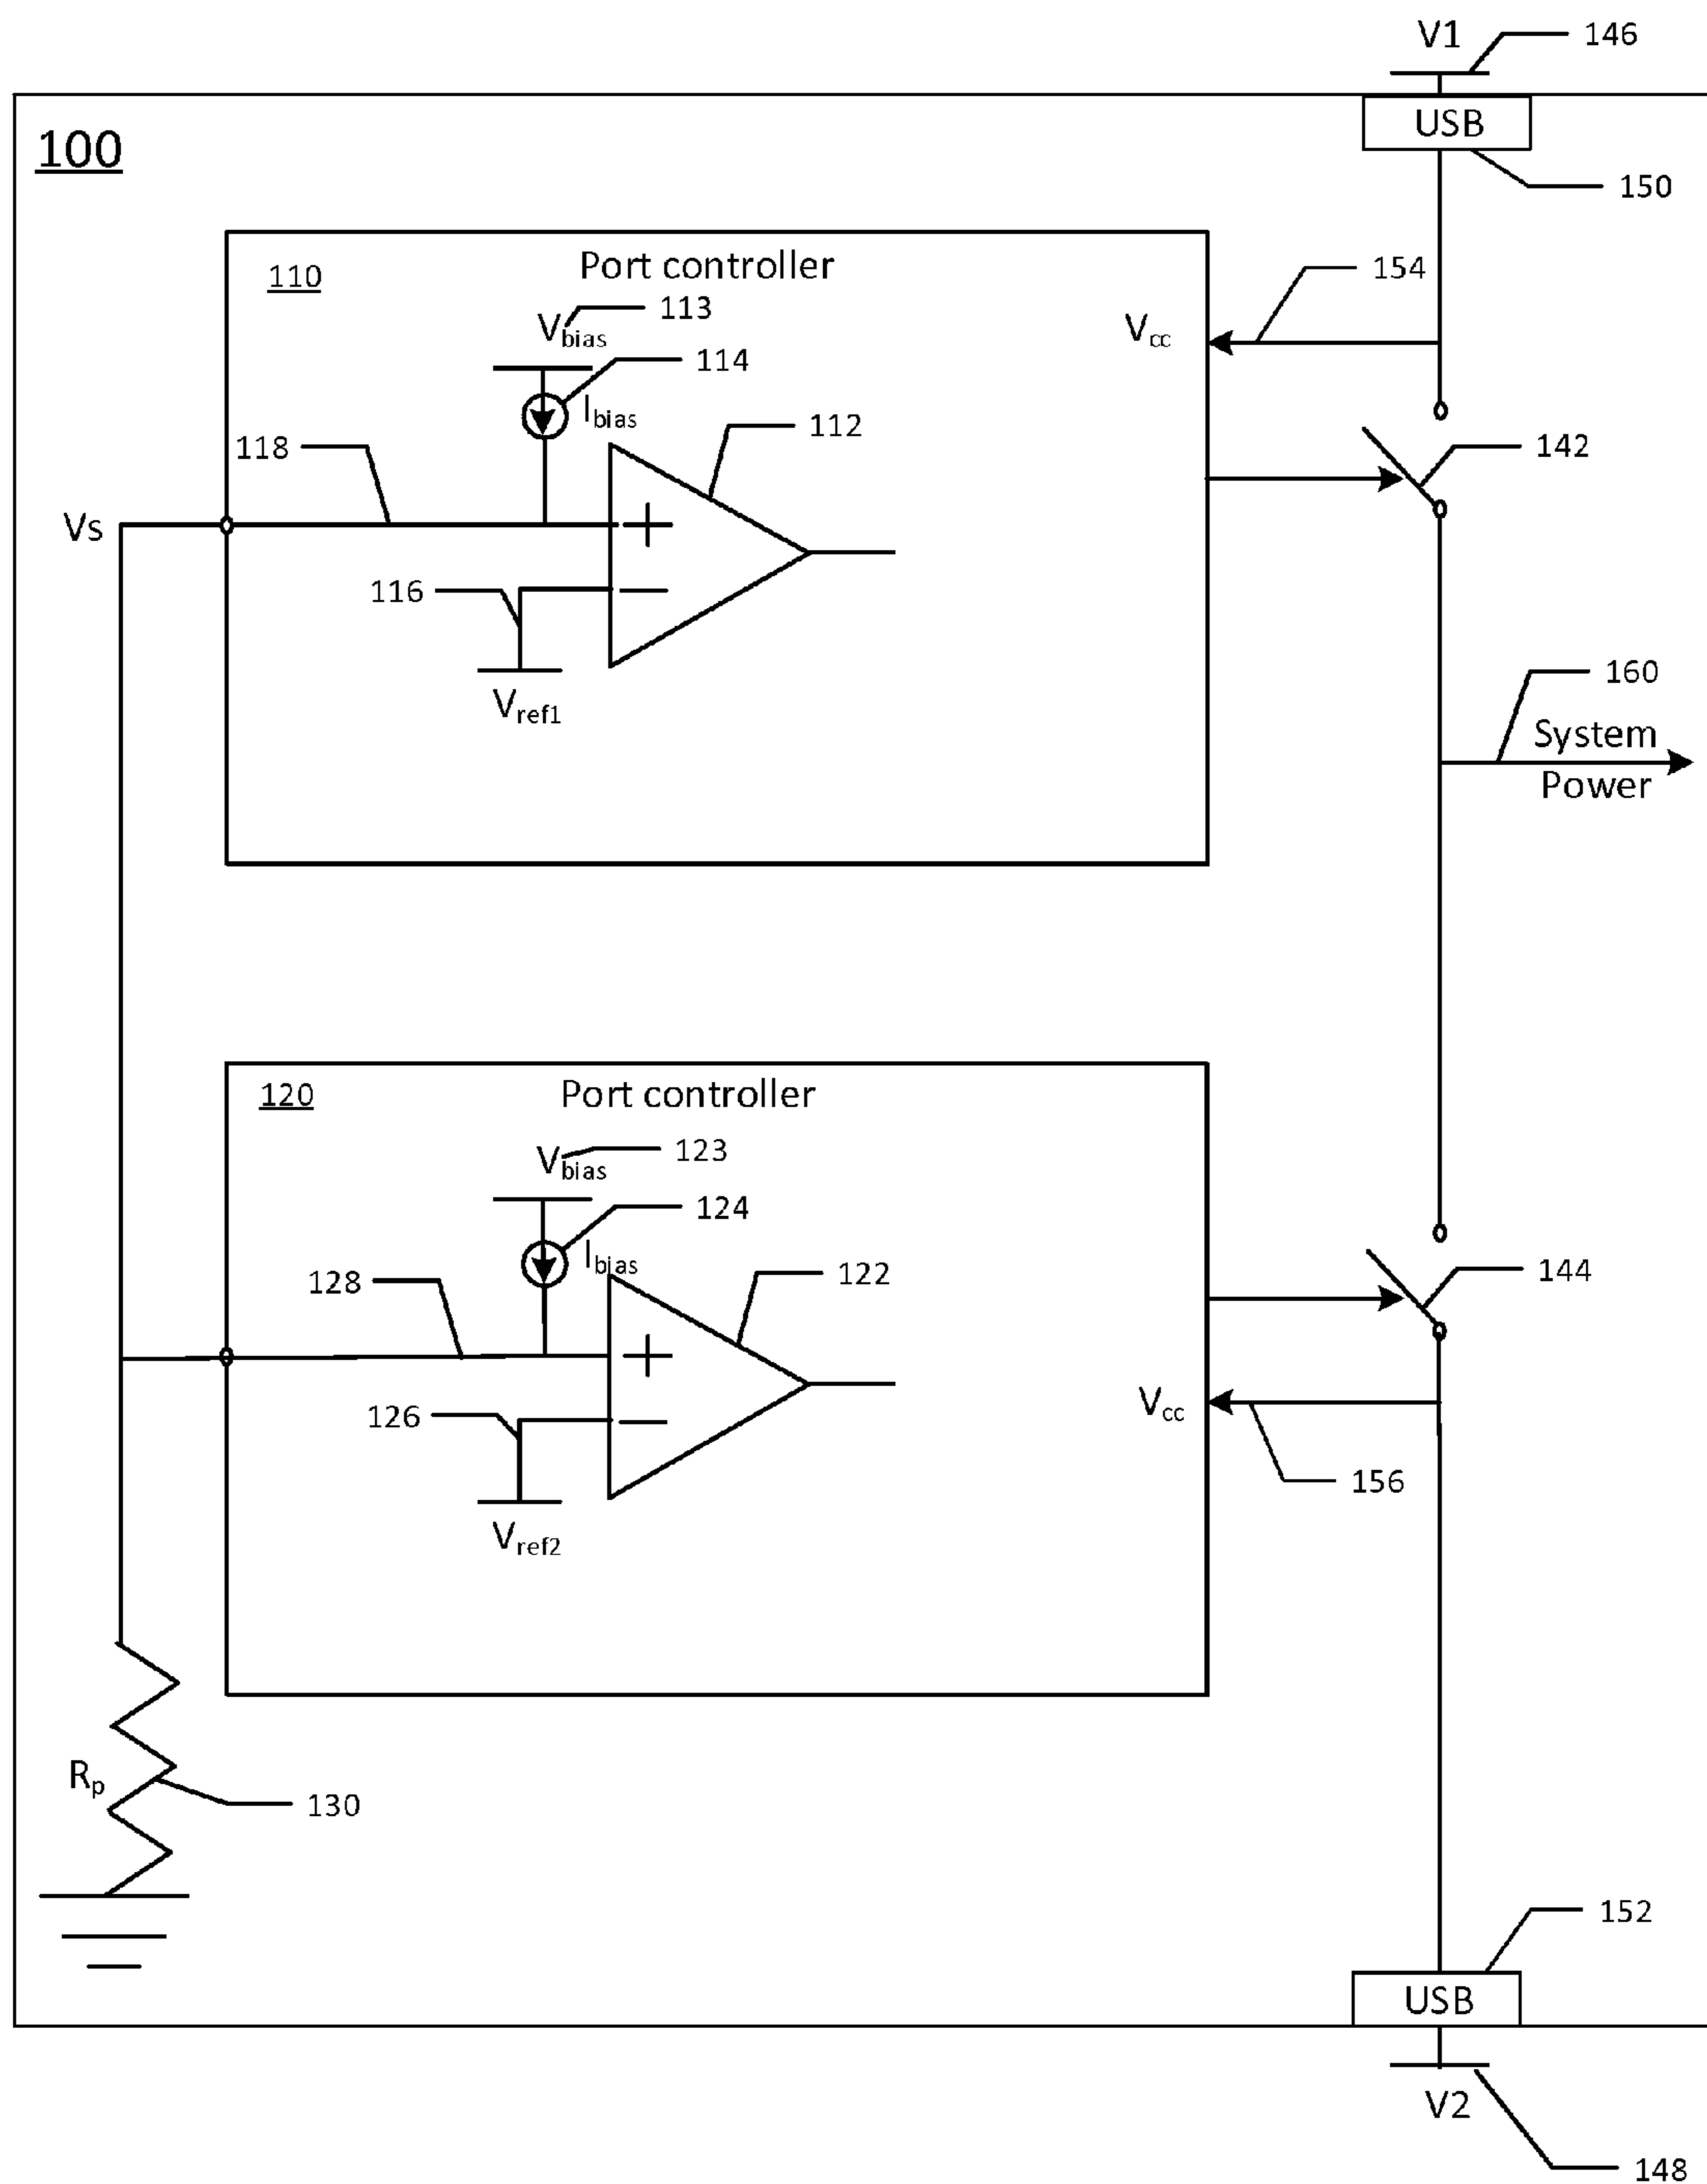 V1
146
100
USB
150
Port controller
110
154
Vbias
113
Vcc
114
Ibias
112
118
142
Vs
116
160
Vref1
System
Power
Port controller
120
Vbias
123
124
Ibias
122
144
128
Vcc
126
156
Vref2
Rp
130
152
USB
V2
148